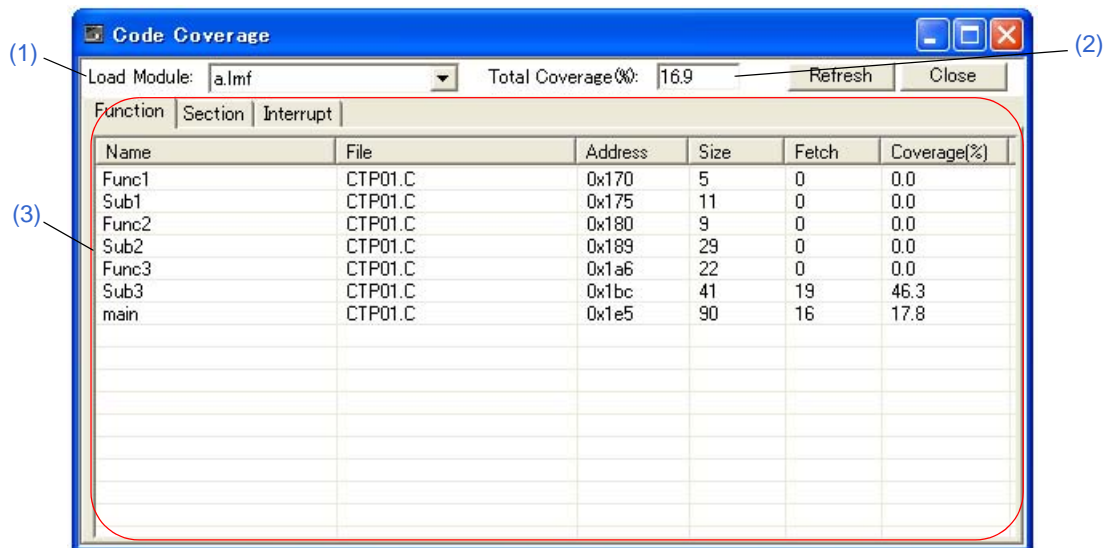 Code Coverage
(1)
(2)
Load Module: a.lmf Total Coverage(%): 16.9 Refresh Close
Function Section Interrupt
Name File Address Size Fetch Coverage(%)
Func1 CTP01.C 0x170 5 0 0.0
Sub1 CTP01.C 0x175 11 0 0.0
(3)
Func2 CTP01.C 0x180 9 0 0.0
Sub2 CTP01.C 0x189 29 0 0.0
Func3 CTP01.C 0x1a6 22 0 0.0
Sub3 CTP01.C 0x1bc 41 19 46.3
main CTP01.C 0x1e5 90 16 17.8